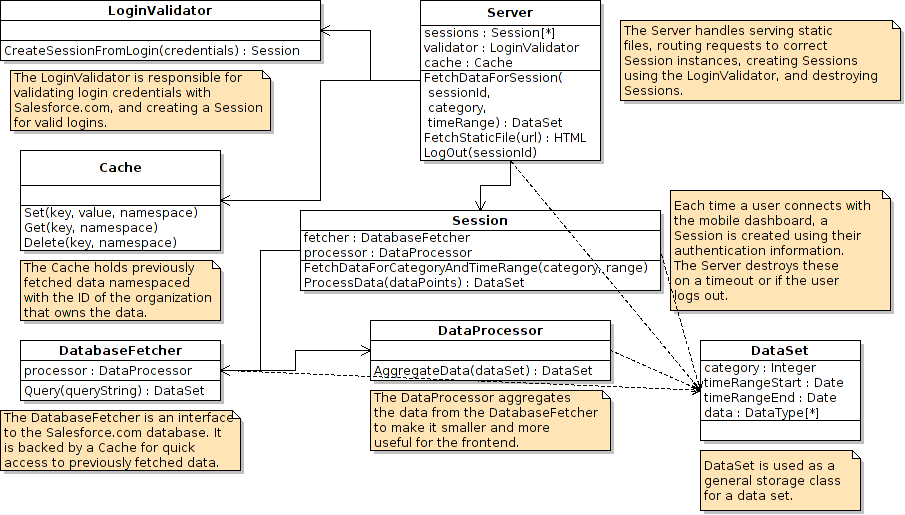 LoginValidator
CreateSessionFromLogin(credentials) : Session
The LoginValidator is responsible for
validating login credentials with
Salesforce.com, and creating a Session
for valid logins.
Server
sessions : Session[*]
validator : LoginValidator
cache : Cache
FetchDataForSession(
sessionId,
category,
timeRange) : DataSet
FetchStaticFile(url) : HTML
LogOut(sessionId)
The Server handles serving static
files, routing requests to correct
Session instances, creating Sessions
using the LoginValidator, and destroying
Sessions.
Cache
Set(key, value, namespace)
Get(key, namespace)
Delete(key, namespace)
The Cache holds previously
fetched data namespaced
with the ID of the organization
that owns the data.
Session
fetcher : DatabaseFetcher
processor : DataProcessor
FetchDataForCategoryAndTimeRange(category, range)
ProcessData(dataPoints) : DataSet
Each time a user connects with
the mobile dashboard, a
Session is created using their
authentication information.
The Server destroys these
on a timeout or if the user
logs out.
DatabaseFetcher
processor : DataProcessor
Query(queryString) : DataSet
The DatabaseFetcher is an interface
to the Salesforce.com database. It
is backed by a Cache for quick
access to previously fetched data.
DataProcessor
AggregateData(dataSet) : DataSet
The DataProcessor aggregates
the data from the DatabaseFetcher
to make it smaller and more
useful for the frontend.
DataSet
category : Integer
timeRangeStart : Date
timeRangeEnd : Date
data : DataType[*]
DataSet is used as a
general storage class
for a data set.